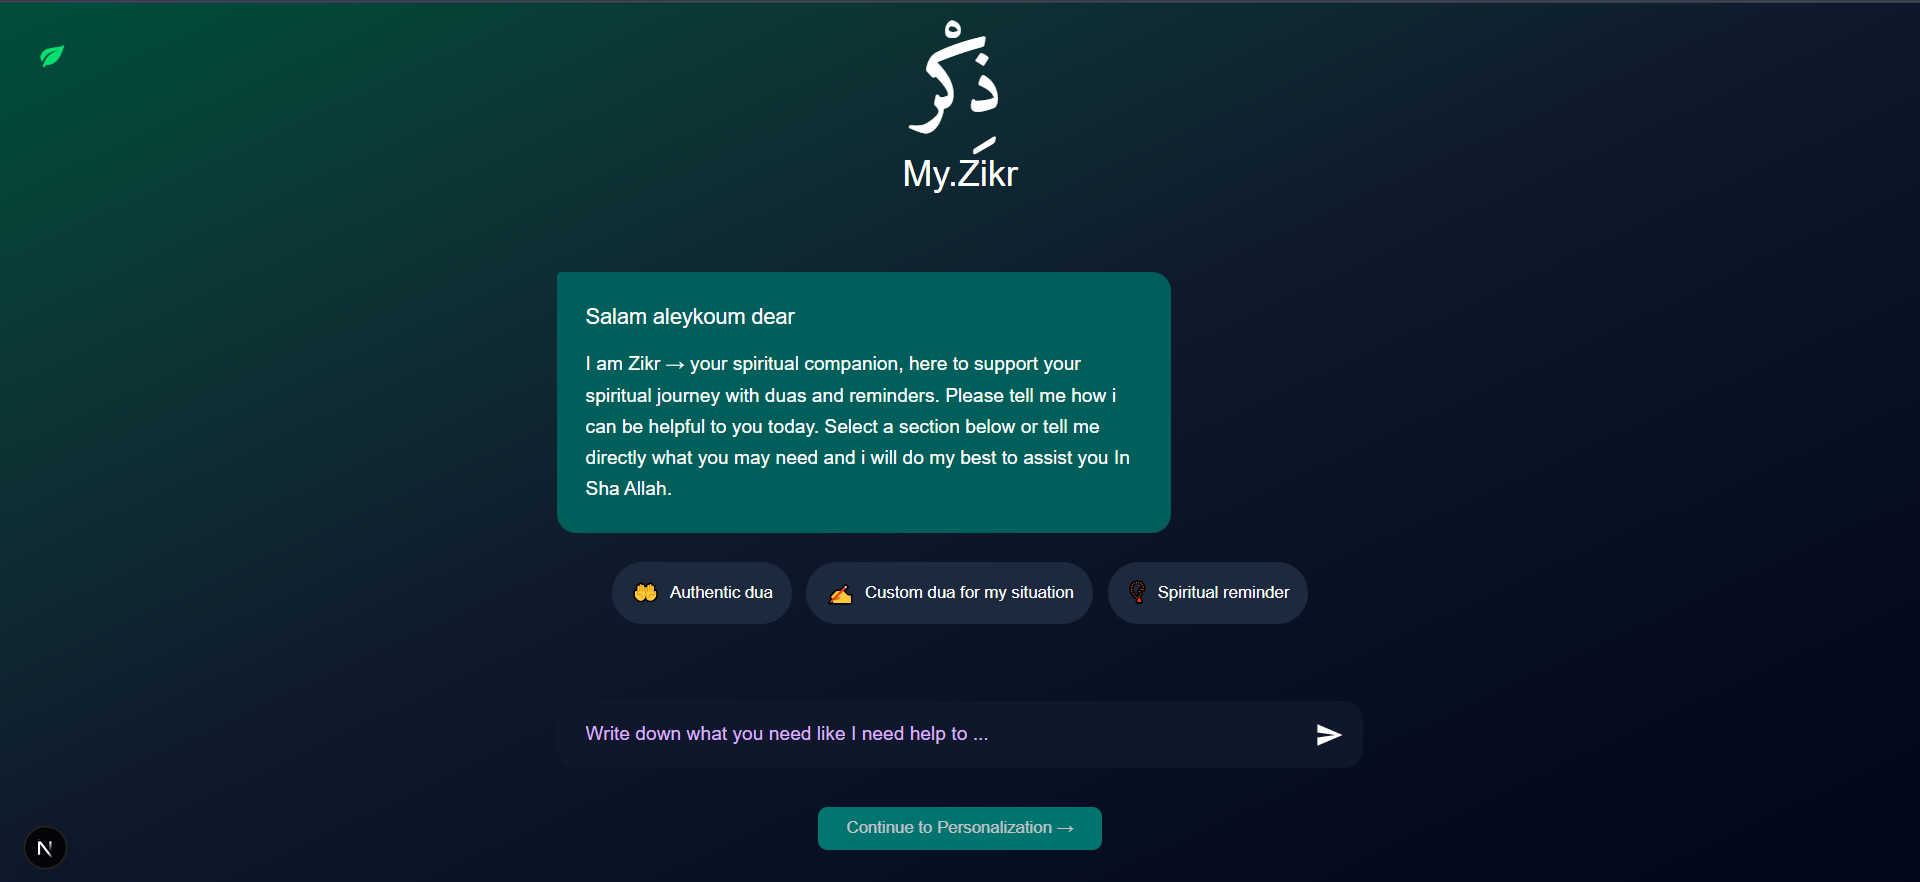 ذِكْر
My.Zikr
Salam aleykoum dear
I am Zikr → your spiritual companion, here to support your
spiritual journey with duas and reminders. Please tell me how i
can be helpful to you today. Select a section below or tell me
directly what you may need and i will do my best to assist you In
Sha Allah.
Authentic dua
Custom dua for my situation
Spiritual reminder
Write down what you need like I need help to ...
Continue to Personalization →
N